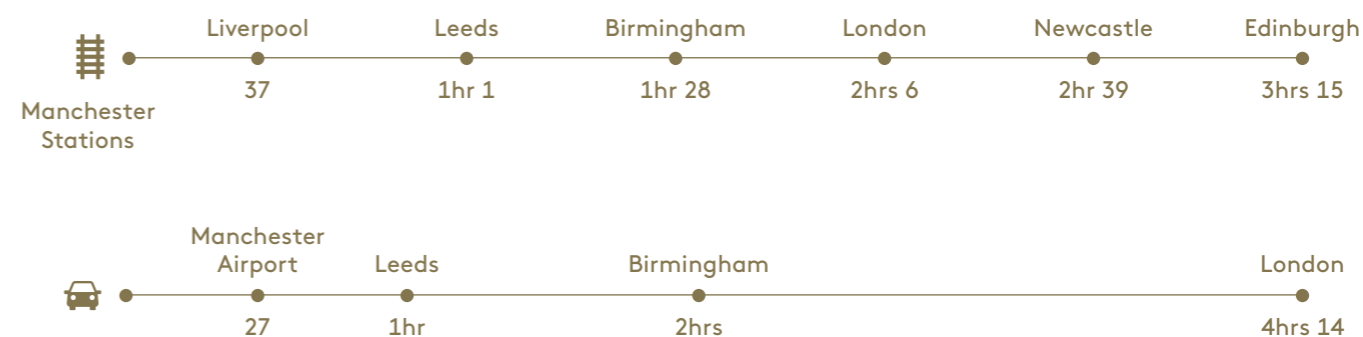 Liverpool Leeds Birmingham London Newcastle Edinburgh
37 1hr 1 1hr 28 2hrs 6 2hr 39 3hrs 15
Manchester
Stations
Manchester
Airport Leeds Birmingham London
27 1hr 2hrs 4hrs 14